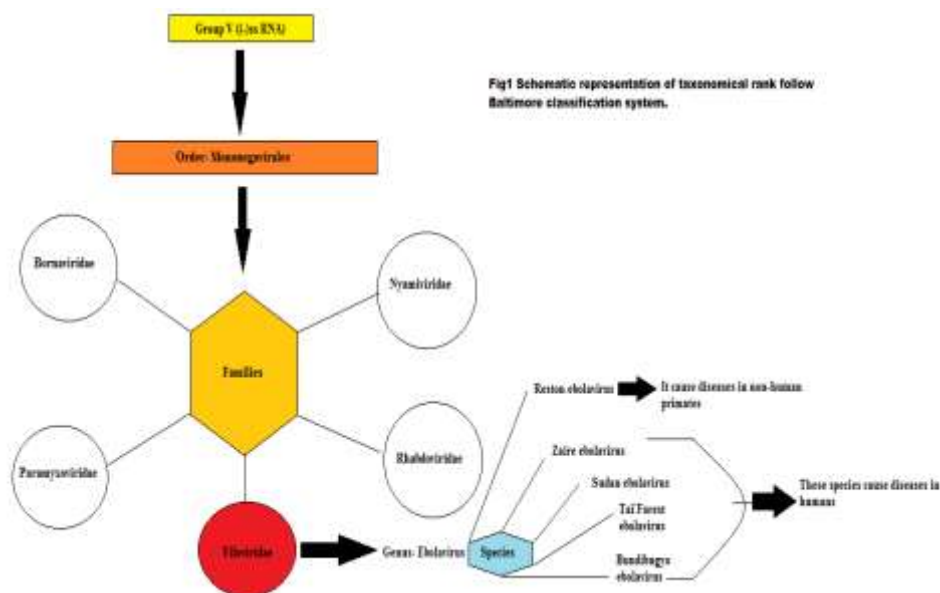 Group V (-)ss RNA)
Fig1 Schematic representation of taxonomical rank follow
Baltimore classification system.
Order- Mononegavirales
Bornaviridae
Nyamiviridae
Families
Reston ebolavirus
It cause diseases in non-human
primates
Paramyxoviridae
Rhabdoviridae
Zaire ebolavirus
Sudan ebolavirus
These species cause diseases in
humans
Taï Forest
ebolavirus
Filoviridae
Genus- Ebolavirus
Species
Bundibugyo
ebolavirus